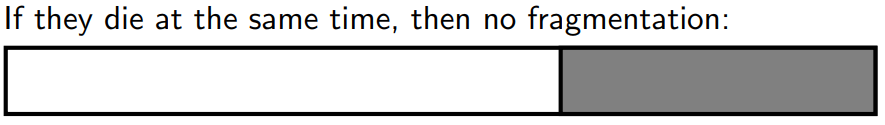 If they die at the same time, then no fragmentation: